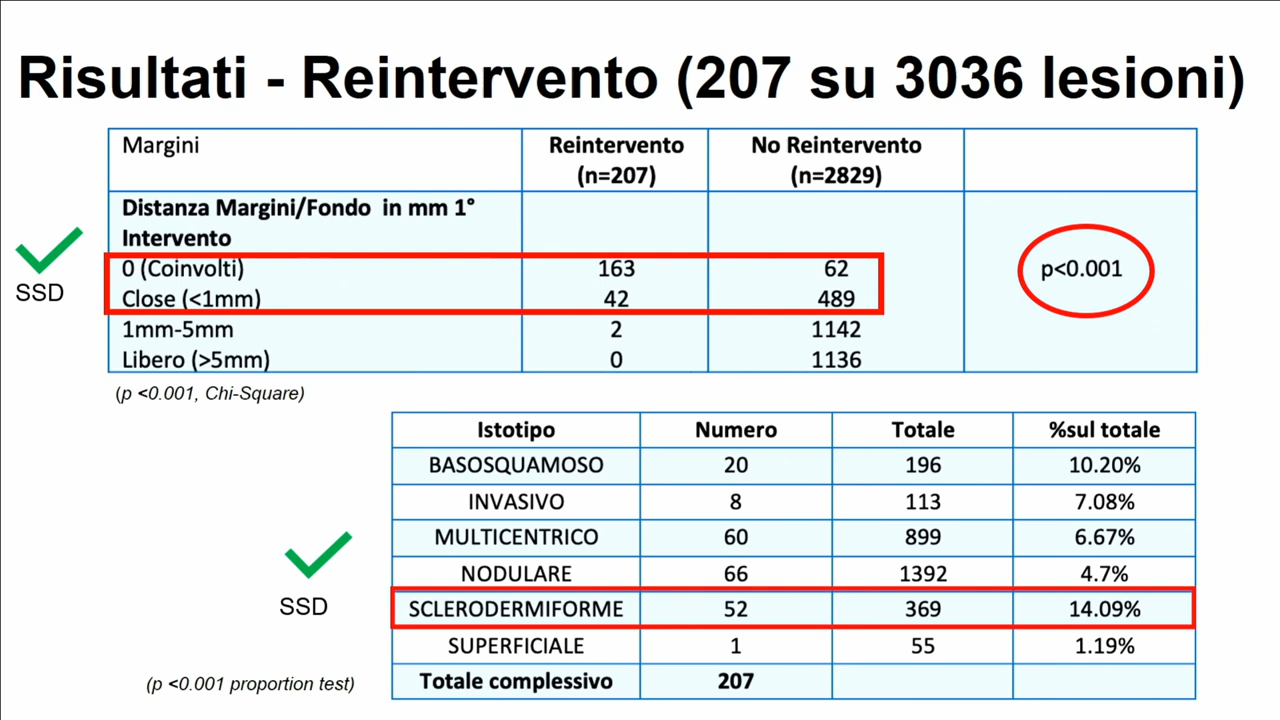 Risultati - Reintervento (207 su 3036 lesioni)
Margini Reintervento (n=207) No Reintervento (n=2829)
Distanza Margini/Fondo in mm 1° Intervento
0 (Coinvolti) 163 62 p<0.001
Close (<1mm) 42 489
1mm-5mm 2 1142
Libero (>5mm) 0 1136
SSD
(p <0.001, Chi-Square)
Istotipo Numero Totale %sul totale
BASOSQUAMOSO 20 196 10.20%
INVASIVO 8 113 7.08%
MULTICENTRICO 60 899 6.67%
NODULARE 66 1392 4.7%
SCLERODERMIFORME 52 369 14.09%
SUPERFICIALE 1 55 1.19%
Totale complessivo 207
SSD
(p <0.001 proportion test)